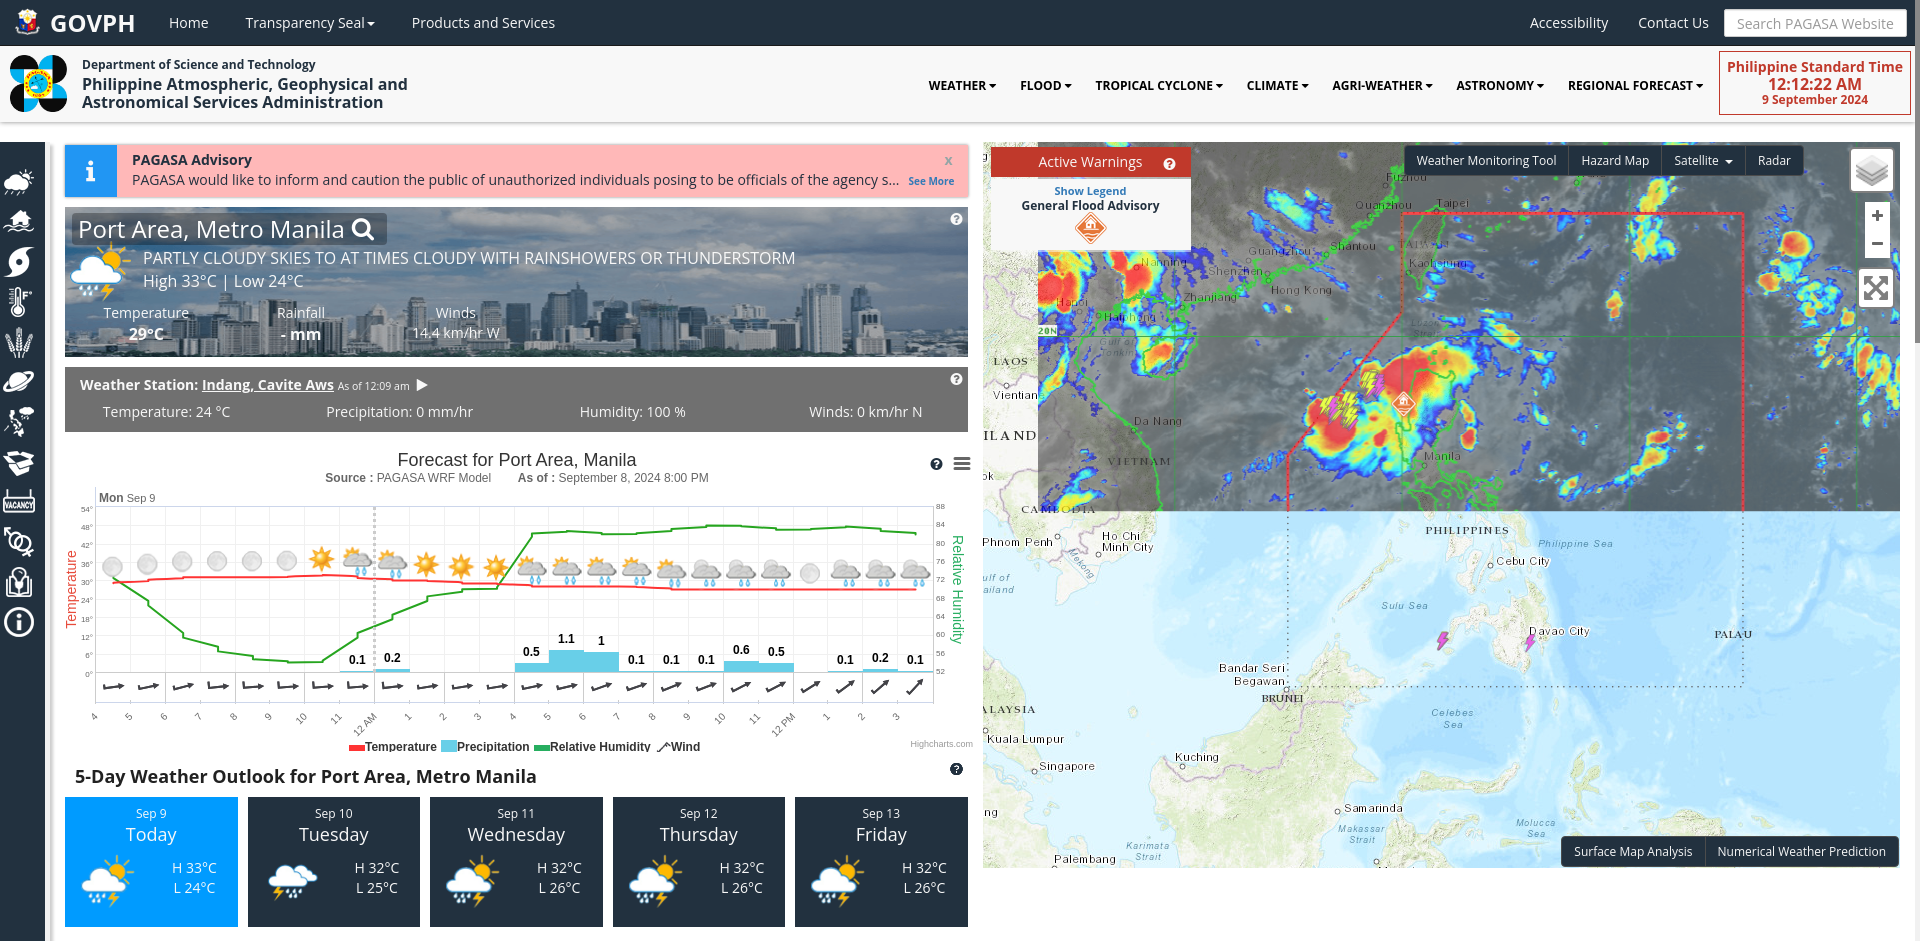 GOVPH
Home
Transparency Seal
Products and Services
Accessibility
Contact Us
Search PAGASA Website
Department of Science and Technology
Philippine Atmospheric, Geophysical and
Astronomical Services Administration
WEATHER
FLOOD
TROPICAL CYCLONE
CLIMATE
AGRI-WEATHER
ASTRONOMY
REGIONAL FORECAST
Philippine Standard Time
12:12:22 AM
9 September 2024
PAGASA Advisory
x
PAGASA would like to inform and caution the public of unauthorized individuals posing to be officials of the agency s...
See More
Port Area, Metro Manila
PARTLY CLOUDY SKIES TO AT TIMES CLOUDY WITH RAINSHOWERS OR THUNDERSTORM
High 33°C | Low 24°C
Temperature
Rainfall
Winds
29°C
- mm
14.4 km/hr W
Weather Station: Indang, Cavite Aws As of 12:09 am
Temperature: 24 °C
Precipitation: 0 mm/hr
Humidity: 100 %
Winds: 0 km/hr N
Forecast for Port Area, Manila
Source : PAGASA WRF Model As of : September 8, 2024 8:00 PM
Mon Sep 9
54°
48°
42°
36°
30°
24°
18°
12°
6°
0°
Temperature
88
84
80
76
72
68
64
60
56
52
Relative Humidity
0.1
0.2
0.5
1.1
1
0.1
0.1
0.1
0.6
0.5
0.1
0.2
0.1
4
5
6
7
8
9
10
11
12 AM
1
2
3
4
5
6
7
8
9
10
11
12 PM
1
2
3
Temperature
Precipitation
Relative Humidity
Wind
Highcharts.com
5-Day Weather Outlook for Port Area, Metro Manila
Sep 9
Today
H 33°C
L 24°C
Sep 10
Tuesday
H 32°C
L 25°C
Sep 11
Wednesday
H 32°C
L 26°C
Sep 12
Thursday
H 32°C
L 26°C
Sep 13
Friday
H 32°C
L 26°C
VACANCY
Active Warnings
Show Legend
General Flood Advisory
Weather Monitoring Tool
Hazard Map
Satellite
Radar
+
−
Fuzhou
Quanzhou
Taipei
Shantou
TAIWAN
Guangzhou
Kaohsiung
Nanning
Shenzhen
Hong Kong
Zhanjiang
Hanoi
Haiphong
20N
Gulf of
Tonkin
LAOS
Vientian
Da Nang
ILAND
VIETNAM
Manila
ok
CAMBODIA
PHILIPPINES
Phnom Penh
Ho Chi
Minh City
Mekong
Philippine Sea
Cebu City
ulf of
ailand
Sulu Sea
Davao City
PALAU
Bandar Seri
Begawan
BRUNEI
ALAYSIA
Celebes
Sea
Kuala Lumpur
Kuching
Singapore
Samarinda
ng
Makassar
Strait
Molucca
Sea
Karimata
Strait
Palembang
Surface Map Analysis
Numerical Weather Prediction